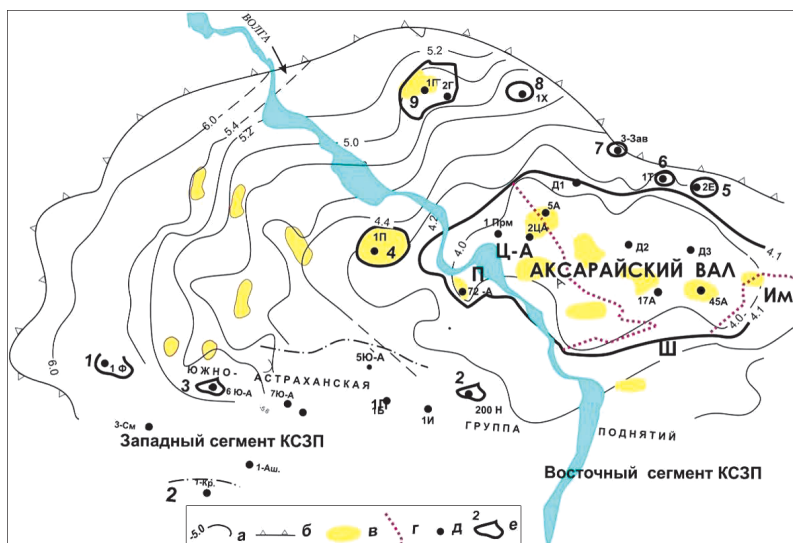 ВОЛГА
5.2
6.0
5.4
5.2
5.0
1Г
2Г
9
8
1Х
7
3-Зав
6
1Т
2Е
5
Д1
4.2
4.4
4.0
4.1
1П
4
5А
1 Прм
2ЦА
Ц-А
Д2
Д3
АКСАРАЙСКИЙ ВАЛ
П
72 -А
17А
45А
Им
4.0-
4.1
Ш
6.0
1
1 Ф
5Ю-А
ЮЖНО- АСТРАХАНСКАЯ
3
6 Ю-А
7Ю-А
2
200 Н
1Б
1И
ГРУППА
ПОДНЯТИЙ
3-См
Западный сегмент КСЗП
Восточный сегмент КСЗП
1-Аш.
1-Кр.
2
-5.0 а б в г д 2 е